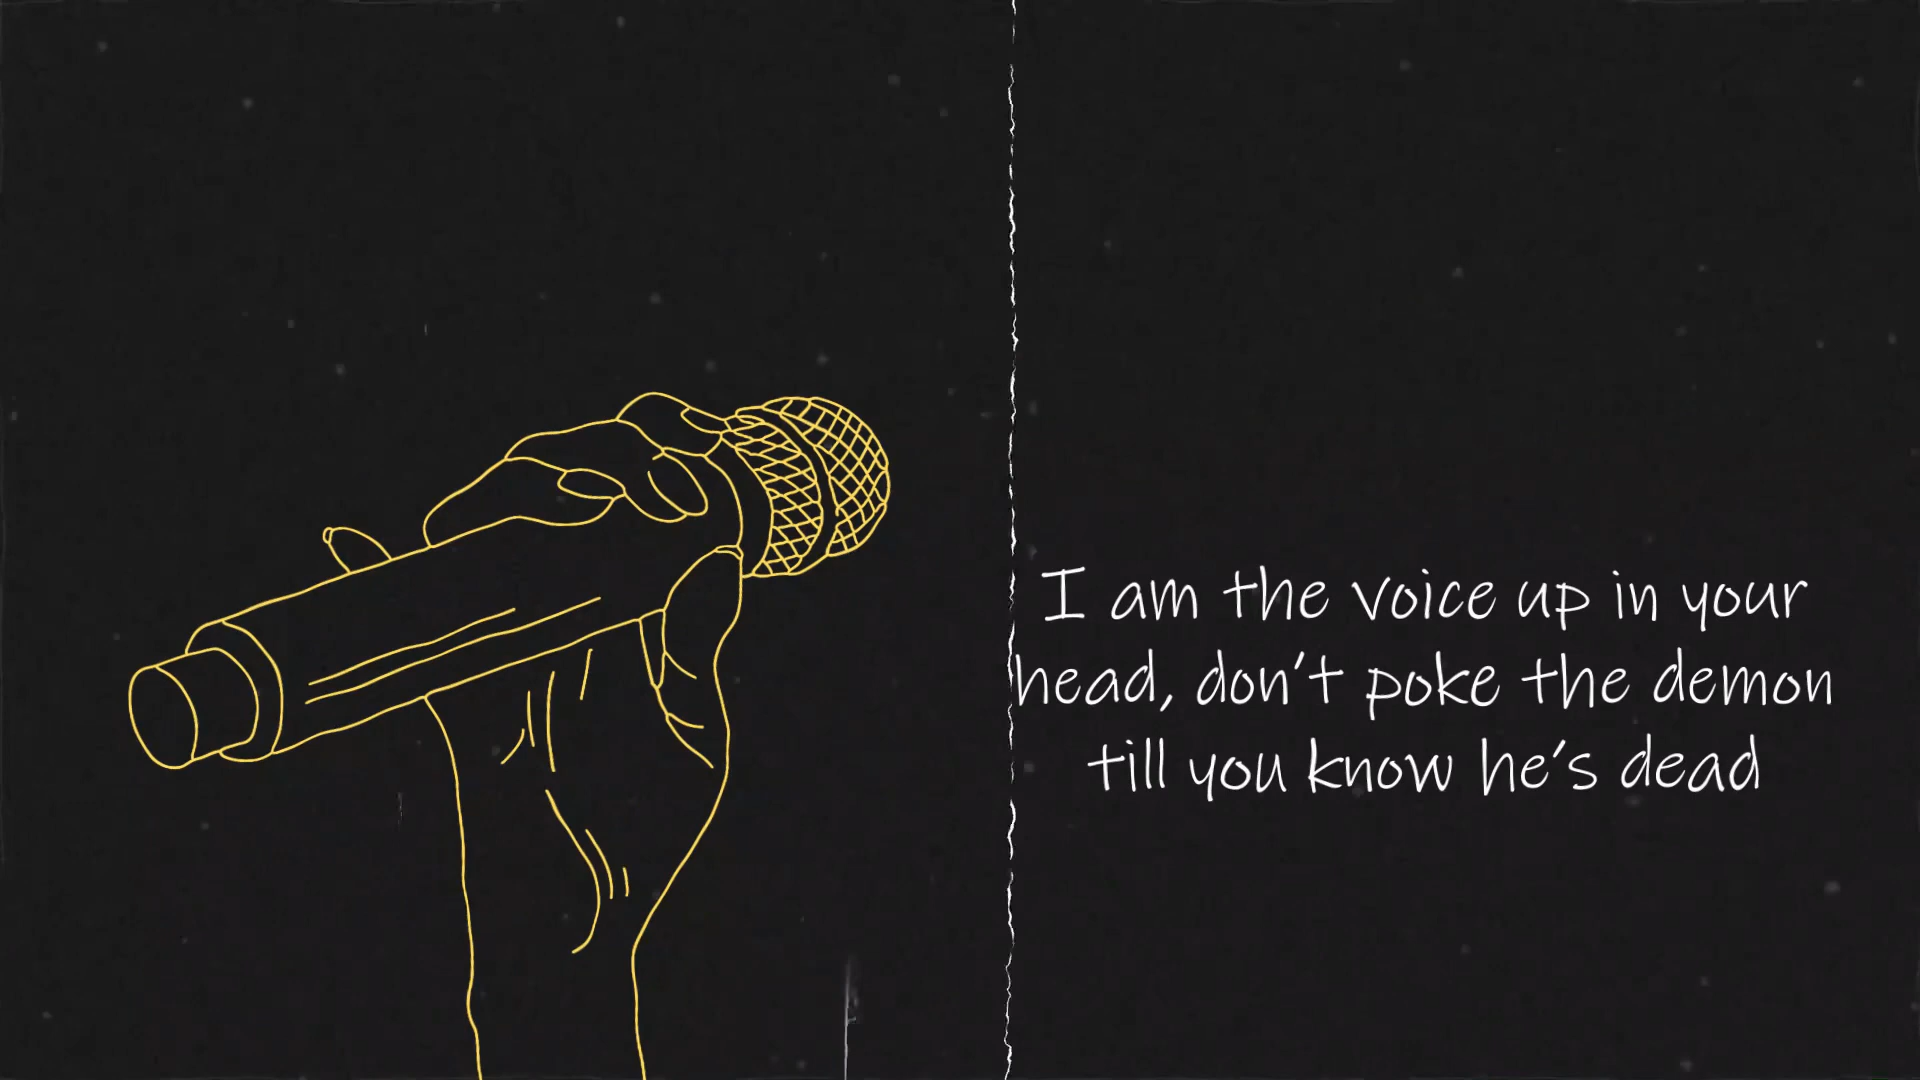 I am the voice up in your
head, don't poke the demon
till you know he's dead